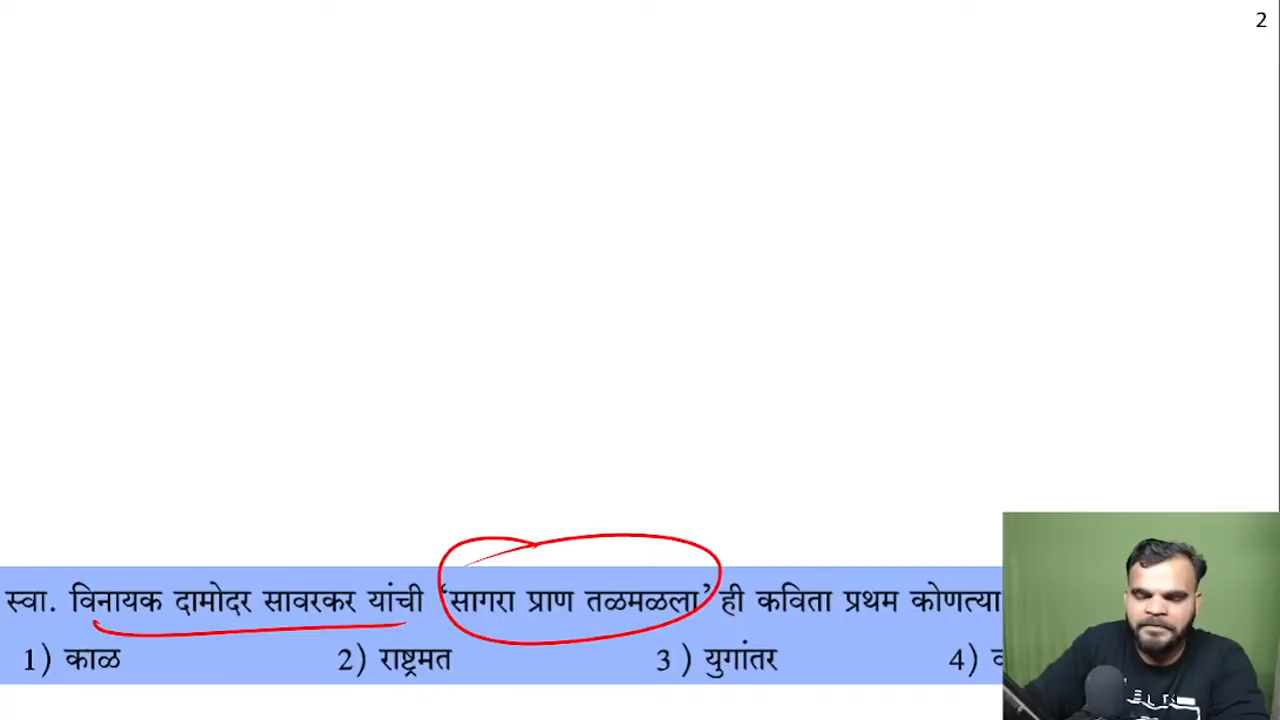 2
स्वा. विनायक दामोदर सावरकर यांची 'सागरा प्राण तळमळला' ही कविता प्रथम कोणत्या
1) काळ 2) राष्ट्रमत 3 ) युगांतर 4)